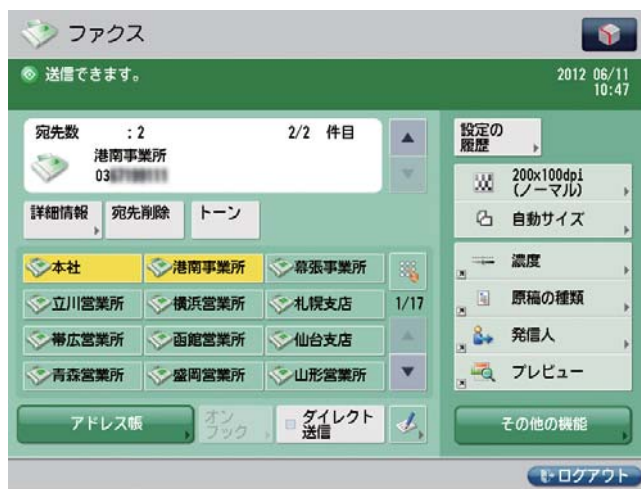 ファクス
送信できます。
2012 06/11
10:47
宛先数 :2 2/2 件目
港南事業所
03
詳細情報 宛先削除 トーン
本社 港南事業所 幕張事業所
立川営業所 横浜営業所 札幌支店 1/17
帯広営業所 函館営業所 仙台支店
青森営業所 盛岡営業所 山形営業所
アドレス帳 オン
フック ダイレクト
送信
設定の
履歴
200x100dpi
(ノーマル)
自動サイズ
濃度
原稿の種類
発信人
プレビュー
その他の機能
ログアウト